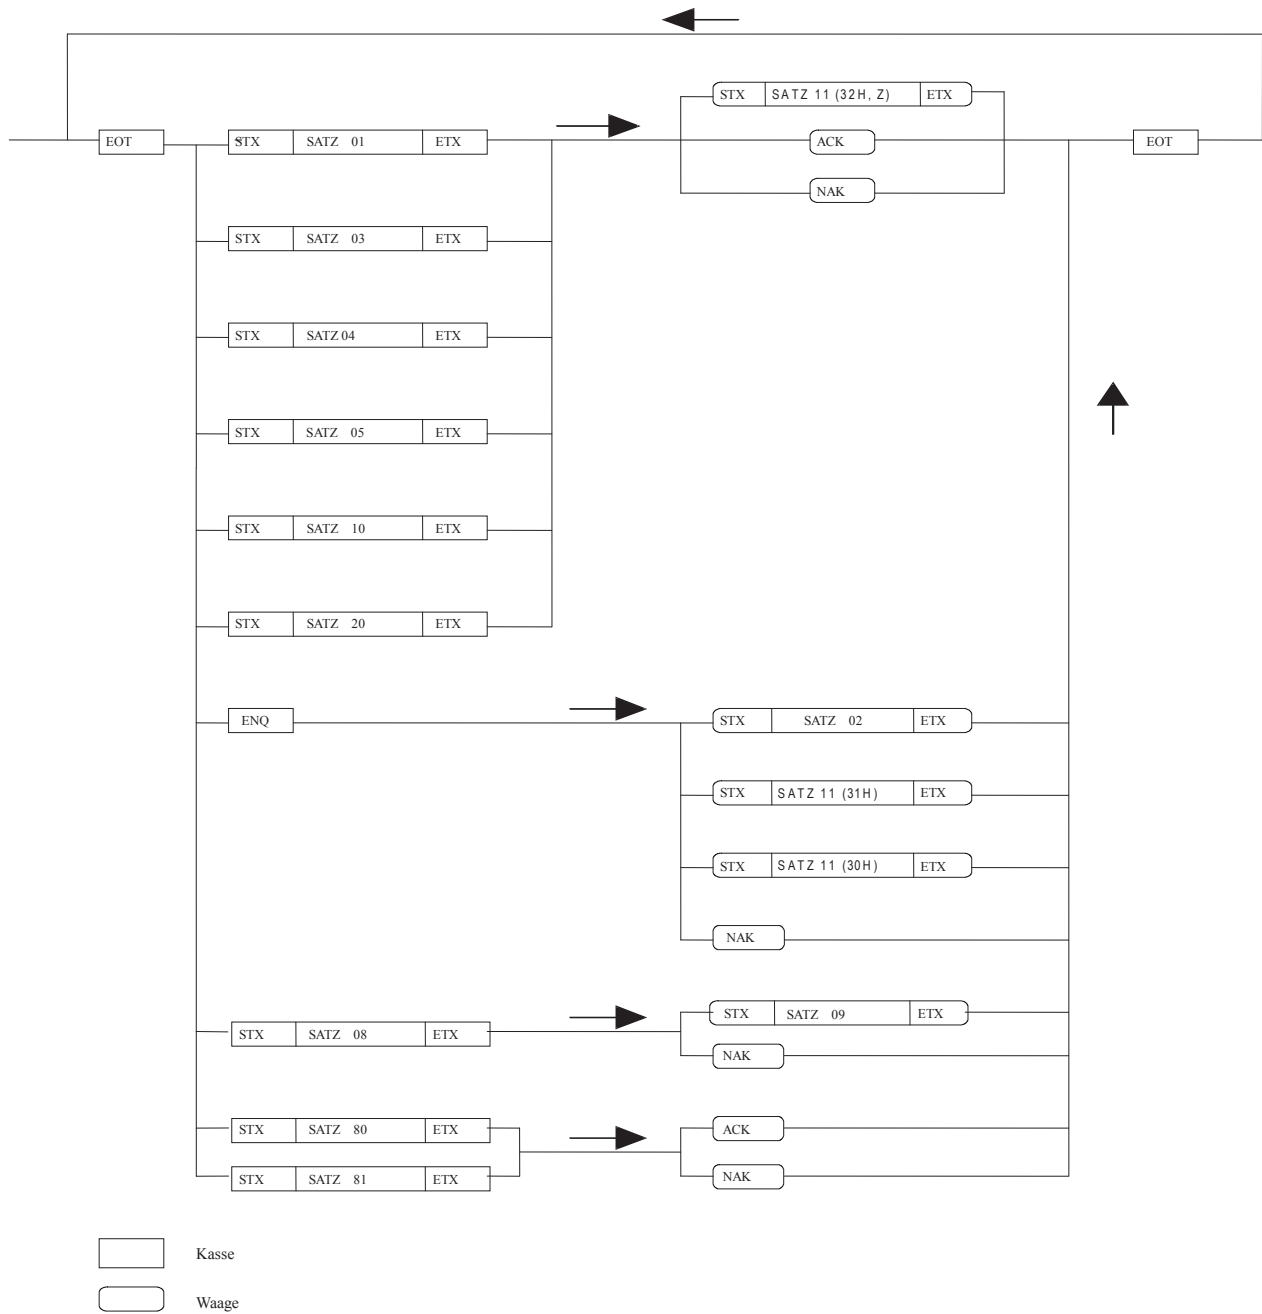 STX SATZ 11 (32H, Z) ETX
EOT STX SATZ 01 ETX ACK EOT
NAK
STX SATZ 03 ETX
STX SATZ 04 ETX
STX SATZ 05 ETX
STX SATZ 10 ETX
STX SATZ 20 ETX
ENQ STX SATZ 02 ETX
STX SATZ 11 (31H) ETX
STX SATZ 11 (30H) ETX
NAK
STX SATZ 09 ETX
STX SATZ 08 ETX
NAK
STX SATZ 80 ETX ACK
STX SATZ 81 ETX NAK
Kasse
Waage